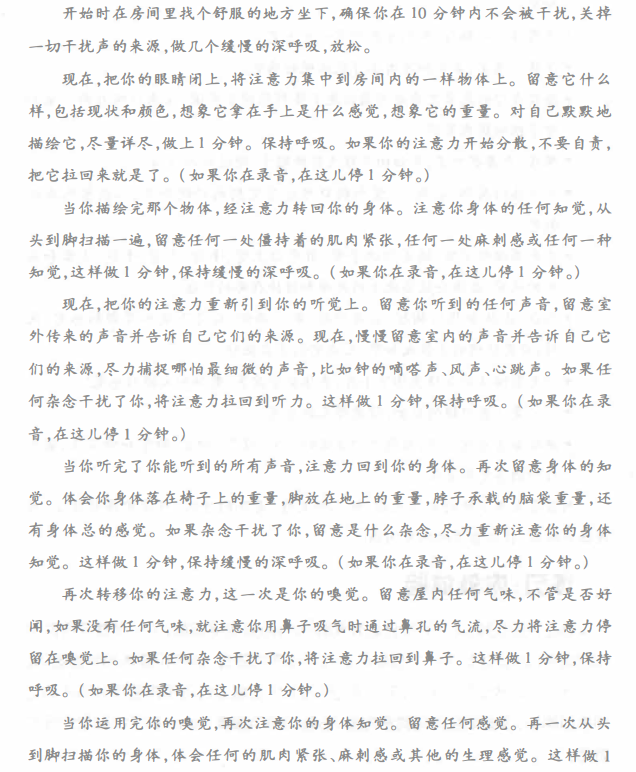 开始时在房间里找个舒服的地方坐下,确保你在10分钟内不会被干扰,关掉
一切干扰声的来源,做几个缓慢的深呼吸,放松。
现在,把你的眼睛闭上,将注意力集中到房间内的一样物体上。留意它什么
样,包括现状和颜色,想象它拿在手上是什么感觉,想象它的重量。对自己默默地
描绘它,尽量详尽,做上1分钟。保持呼吸。如果你的注意力开始分散,不要自责,
把它拉回来就是了。(如果你在录音,在这儿停1分钟。)
当你描绘完那个物体,经注意力转回你的身体。注意你身体的任何知觉,从
头到脚扫描一遍,留意任何一处僵持着的肌肉紧张,任何一处麻刺感或任何一种
知觉,这样做1分钟,保持缓慢的深呼吸。(如果你在录音,在这儿停1分钟。)
现在,把你的注意力重新引到你的听觉上。留意你听到的任何声音,留意室
外传来的声音并告诉自己它们的来源。现在,慢慢留意室内的声音并告诉自己它
们的来源,尽力捕捉哪怕最细微的声音,比如钟的嘀嗒声、风声、心跳声。如果任
何杂念干扰了你,将注意力拉回到听力。这样做1分钟,保持呼吸。(如果你在录
音,在这儿停1分钟。)
当你听完了你能听到的所有声音,注意力回到你的身体。再次留意身体的知
觉。体会你身体落在椅子上的重量,脚放在地上的重量,脖子承载的脑袋重量,还
有身体总的感觉。如果杂念干扰了你,留意是什么杂念,尽力重新注意你的身体
知觉。这样做1分钟,保持缓慢的深呼吸。(如果你在录音,在这儿停1分钟。)
再次转移你的注意力,这一次是你的嗅觉。留意屋内任何气味,不管是否好
闻,如果没有任何气味,就注意你用鼻子吸气时通过鼻孔的气流,尽力将注意力停
留在嗅觉上。如果任何杂念干扰了你,将注意力拉回到鼻子。这样做1分钟,保持
呼吸。(如果你在录音,在这儿停1分钟。)
当你运用完你的嗅觉,再次注意你的身体知觉。留意任何感觉。再一次从头
到脚扫描你的身体,体会任何的肌肉紧张、麻刺感或其他的生理感觉。这样做1